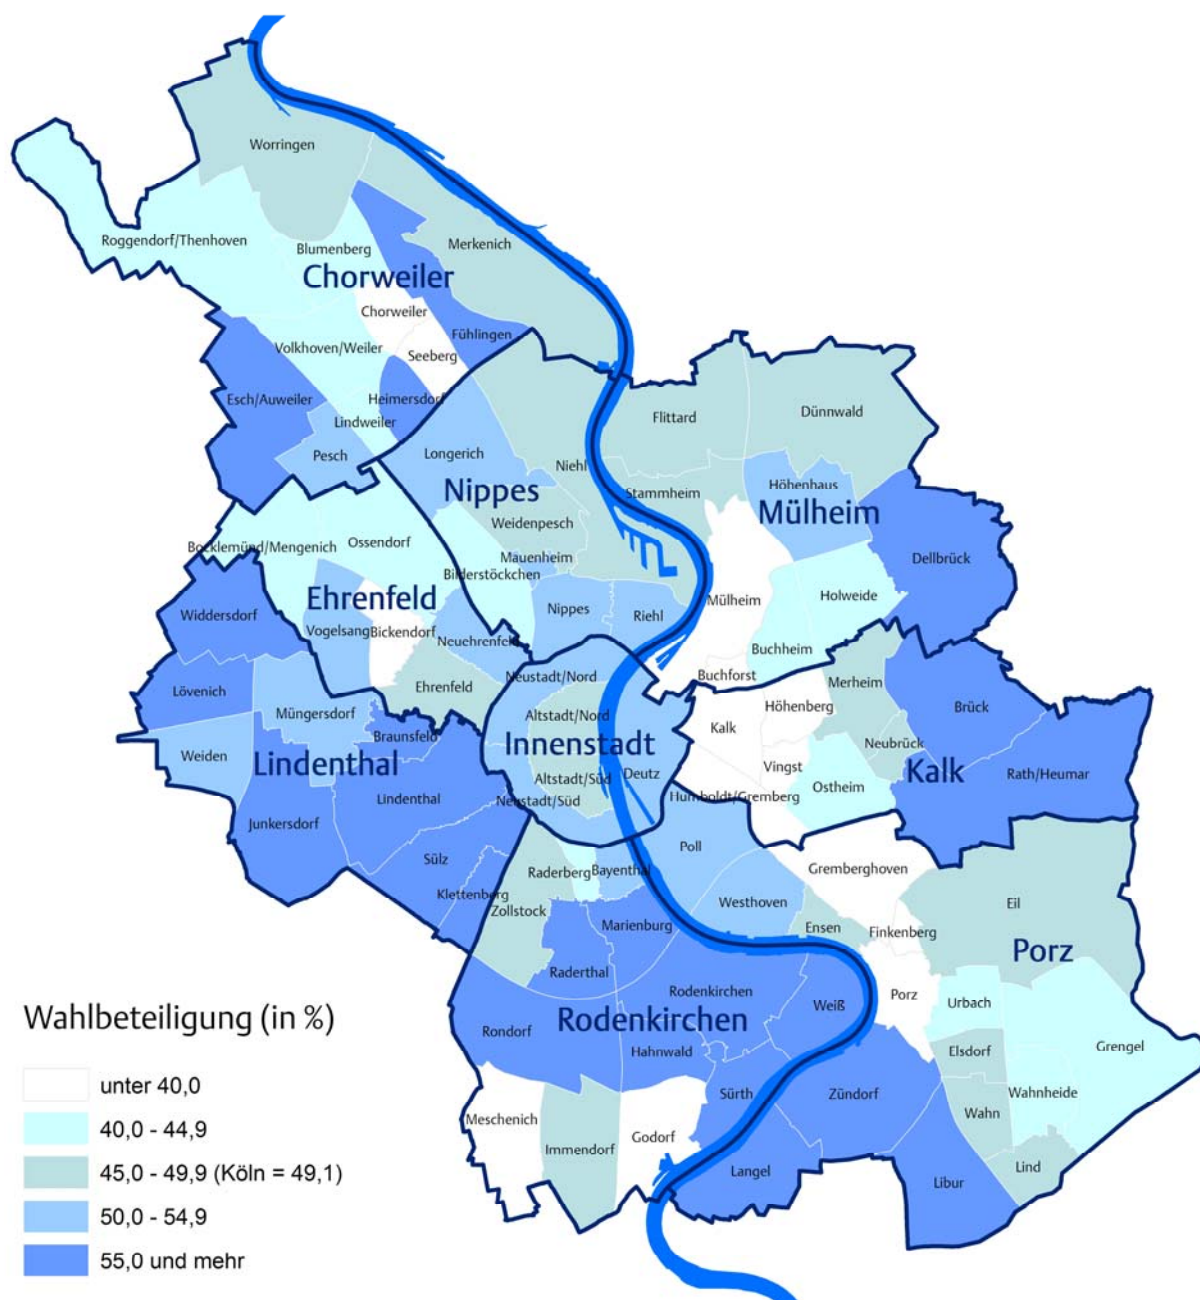 Worringen
Roggendorf/Thenhoven
Blumenberg
Merkenich
Chorweiler
Chorweiler
Fühlingen
Volkhoven/Weiler
Seeberg
Esch/Auweiler
Heimersdorf
Lindweiler
Pesch
Longerich
Niehl
Nippes
Weidenpesch
Mauenheim
Bilderstöckchen
Nippes
Riehl
Flittard
Dünnwald
Stammheim
Höhenhaus
Mülheim
Dellbrück
Mülheim
Holweide
Buchheim
Buchforst
Bocklemünd/Mengenich
Ossendorf
Ehrenfeld
Vogelsang
Bickendorf
Neuehrenfeld
Ehrenfeld
Widdersdorf
Lövenich
Müngersdorf
Braunsfeld
Weiden
Lindenthal
Lindenthal
Junkersdorf
Sülz
Klettenberg
Neustadt/Nord
Altstadt/Nord
Innenstadt
Altstadt/Süd
Deutz
Neustadt/Süd
Merheim
Höhenberg
Brück
Kalk
Neubrück
Vingst
Kalk
Rath/Heumar
Ostheim
Humboldt/Gremberg
Poll
Gremberghoven
Westhoven
Eil
Ensen
Finkenberg
Porz
Porz
Urbach
Grengel
Elsdorf
Wahnheide
Wahn
Lind
Zündorf
Langel
Libur
Raderberg
Bayenthal
Zollstock
Marienburg
Raderthal
Rodenkirchen
Weiß
Rodenkirchen
Rondorf
Hahnwald
Sürth
Meschenich
Immendorf
Godorf
Wahlbeteiligung (in %)
unter 40,0
40,0 - 44,9
45,0 - 49,9 (Köln = 49,1)
50,0 - 54,9
55,0 und mehr